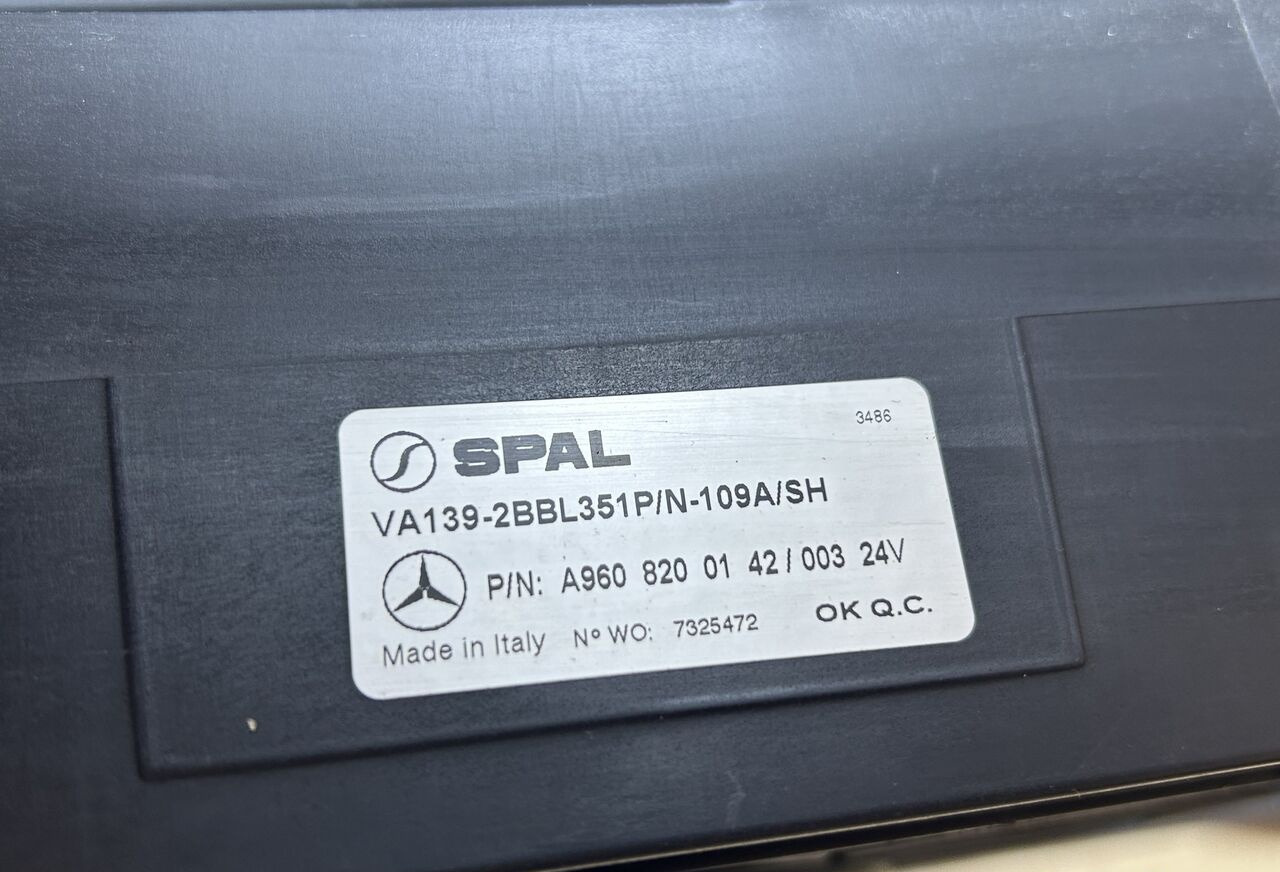 3486
SPAL
VA139-2BBL351P/N-109A/SH
P/N: A960 820 01 42/003 24V
Made in Italy Nº WO: 7325472 OK Q.C.